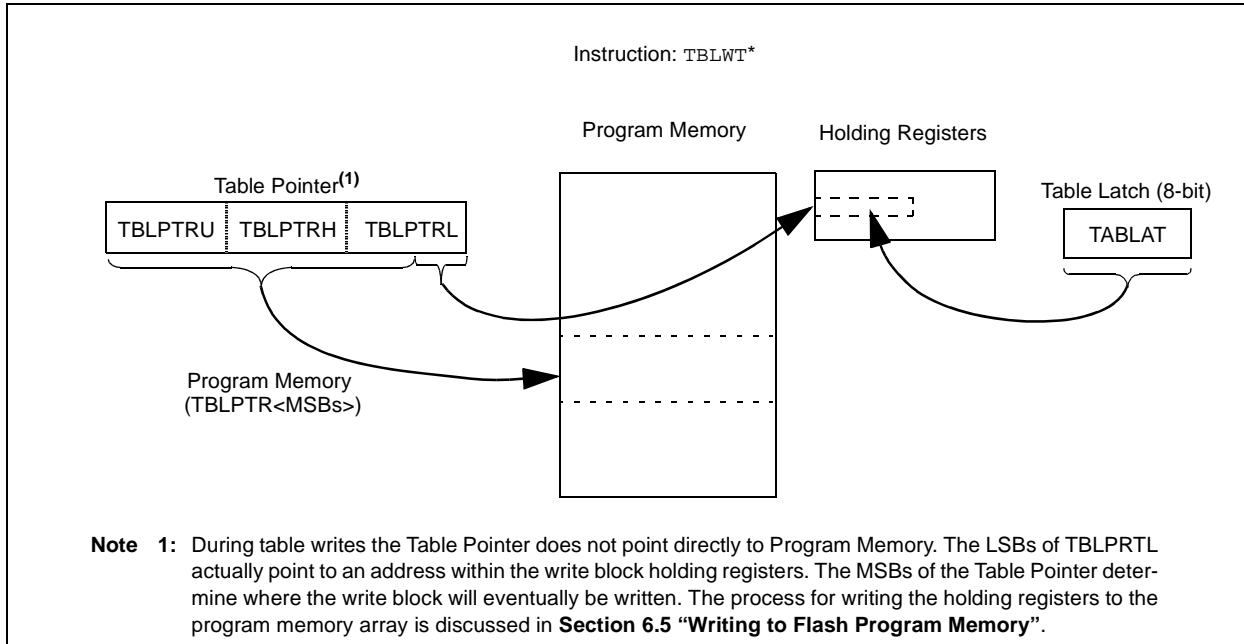 Instruction: TBLWT*
Program Memory
Holding Registers
Table Pointer(1)
Table Latch (8-bit)
TBLPTRU
TBLPTRH
TBLPTRL
TABLAT
Program Memory
(TBLPTR<MSBs>)
Note 1: During table writes the Table Pointer does not point directly to Program Memory. The LSBs of TBLPRTL
actually point to an address within the write block holding registers. The MSBs of the Table Pointer deter-
mine where the write block will eventually be written. The process for writing the holding registers to the
program memory array is discussed in Section 6.5 “Writing to Flash Program Memory”.